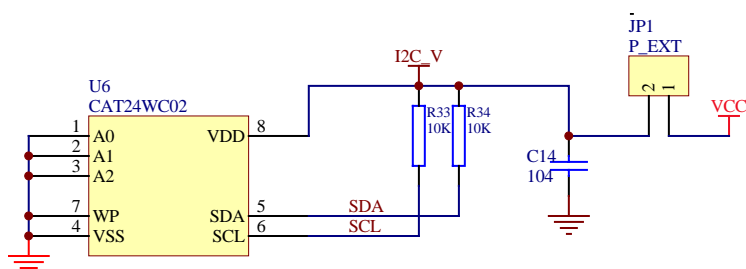 JP1
P_EXT
2 1
VCC
I2C_V
U6
CAT24WC02
R33
10K
R34
10K
C14
104
1 A0 VDD 8
2 A1
3 A2
7 WP SDA 5 SDA
4 VSS SCL 6 SCL